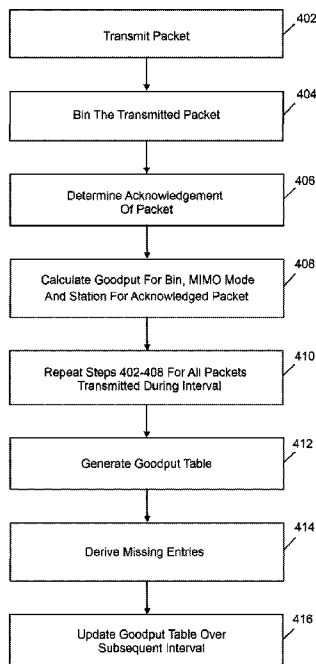 402
Transmit Packet
404
Bin The Transmitted Packet
406
Determine Acknowledgement
Of Packet
408
Calculate Goodput For Bin, MIMO Mode
And Station For Acknowledged Packet
410
Repeat Steps 402-408 For All Packets
Transmitted During Interval
412
Generate Goodput Table
414
Derive Missing Entries
416
Update Goodput Table Over
Subsequent Interval